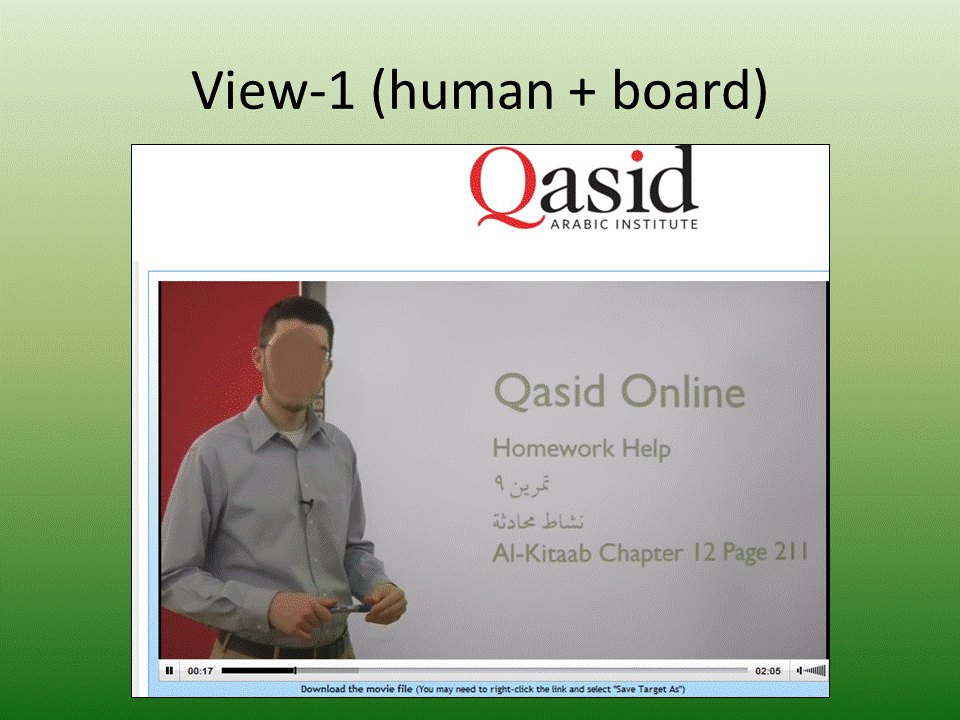 View-1 (human + board)
Qasid
ARABIC INSTITUTE
Qasid Online
Homework Help
تمرين ٩
نشاط محادثة
Al-Kitaab Chapter 12 Page 211
00:17
02:05
Download the movie file (You may need to right-click the link and select "Save Target As")